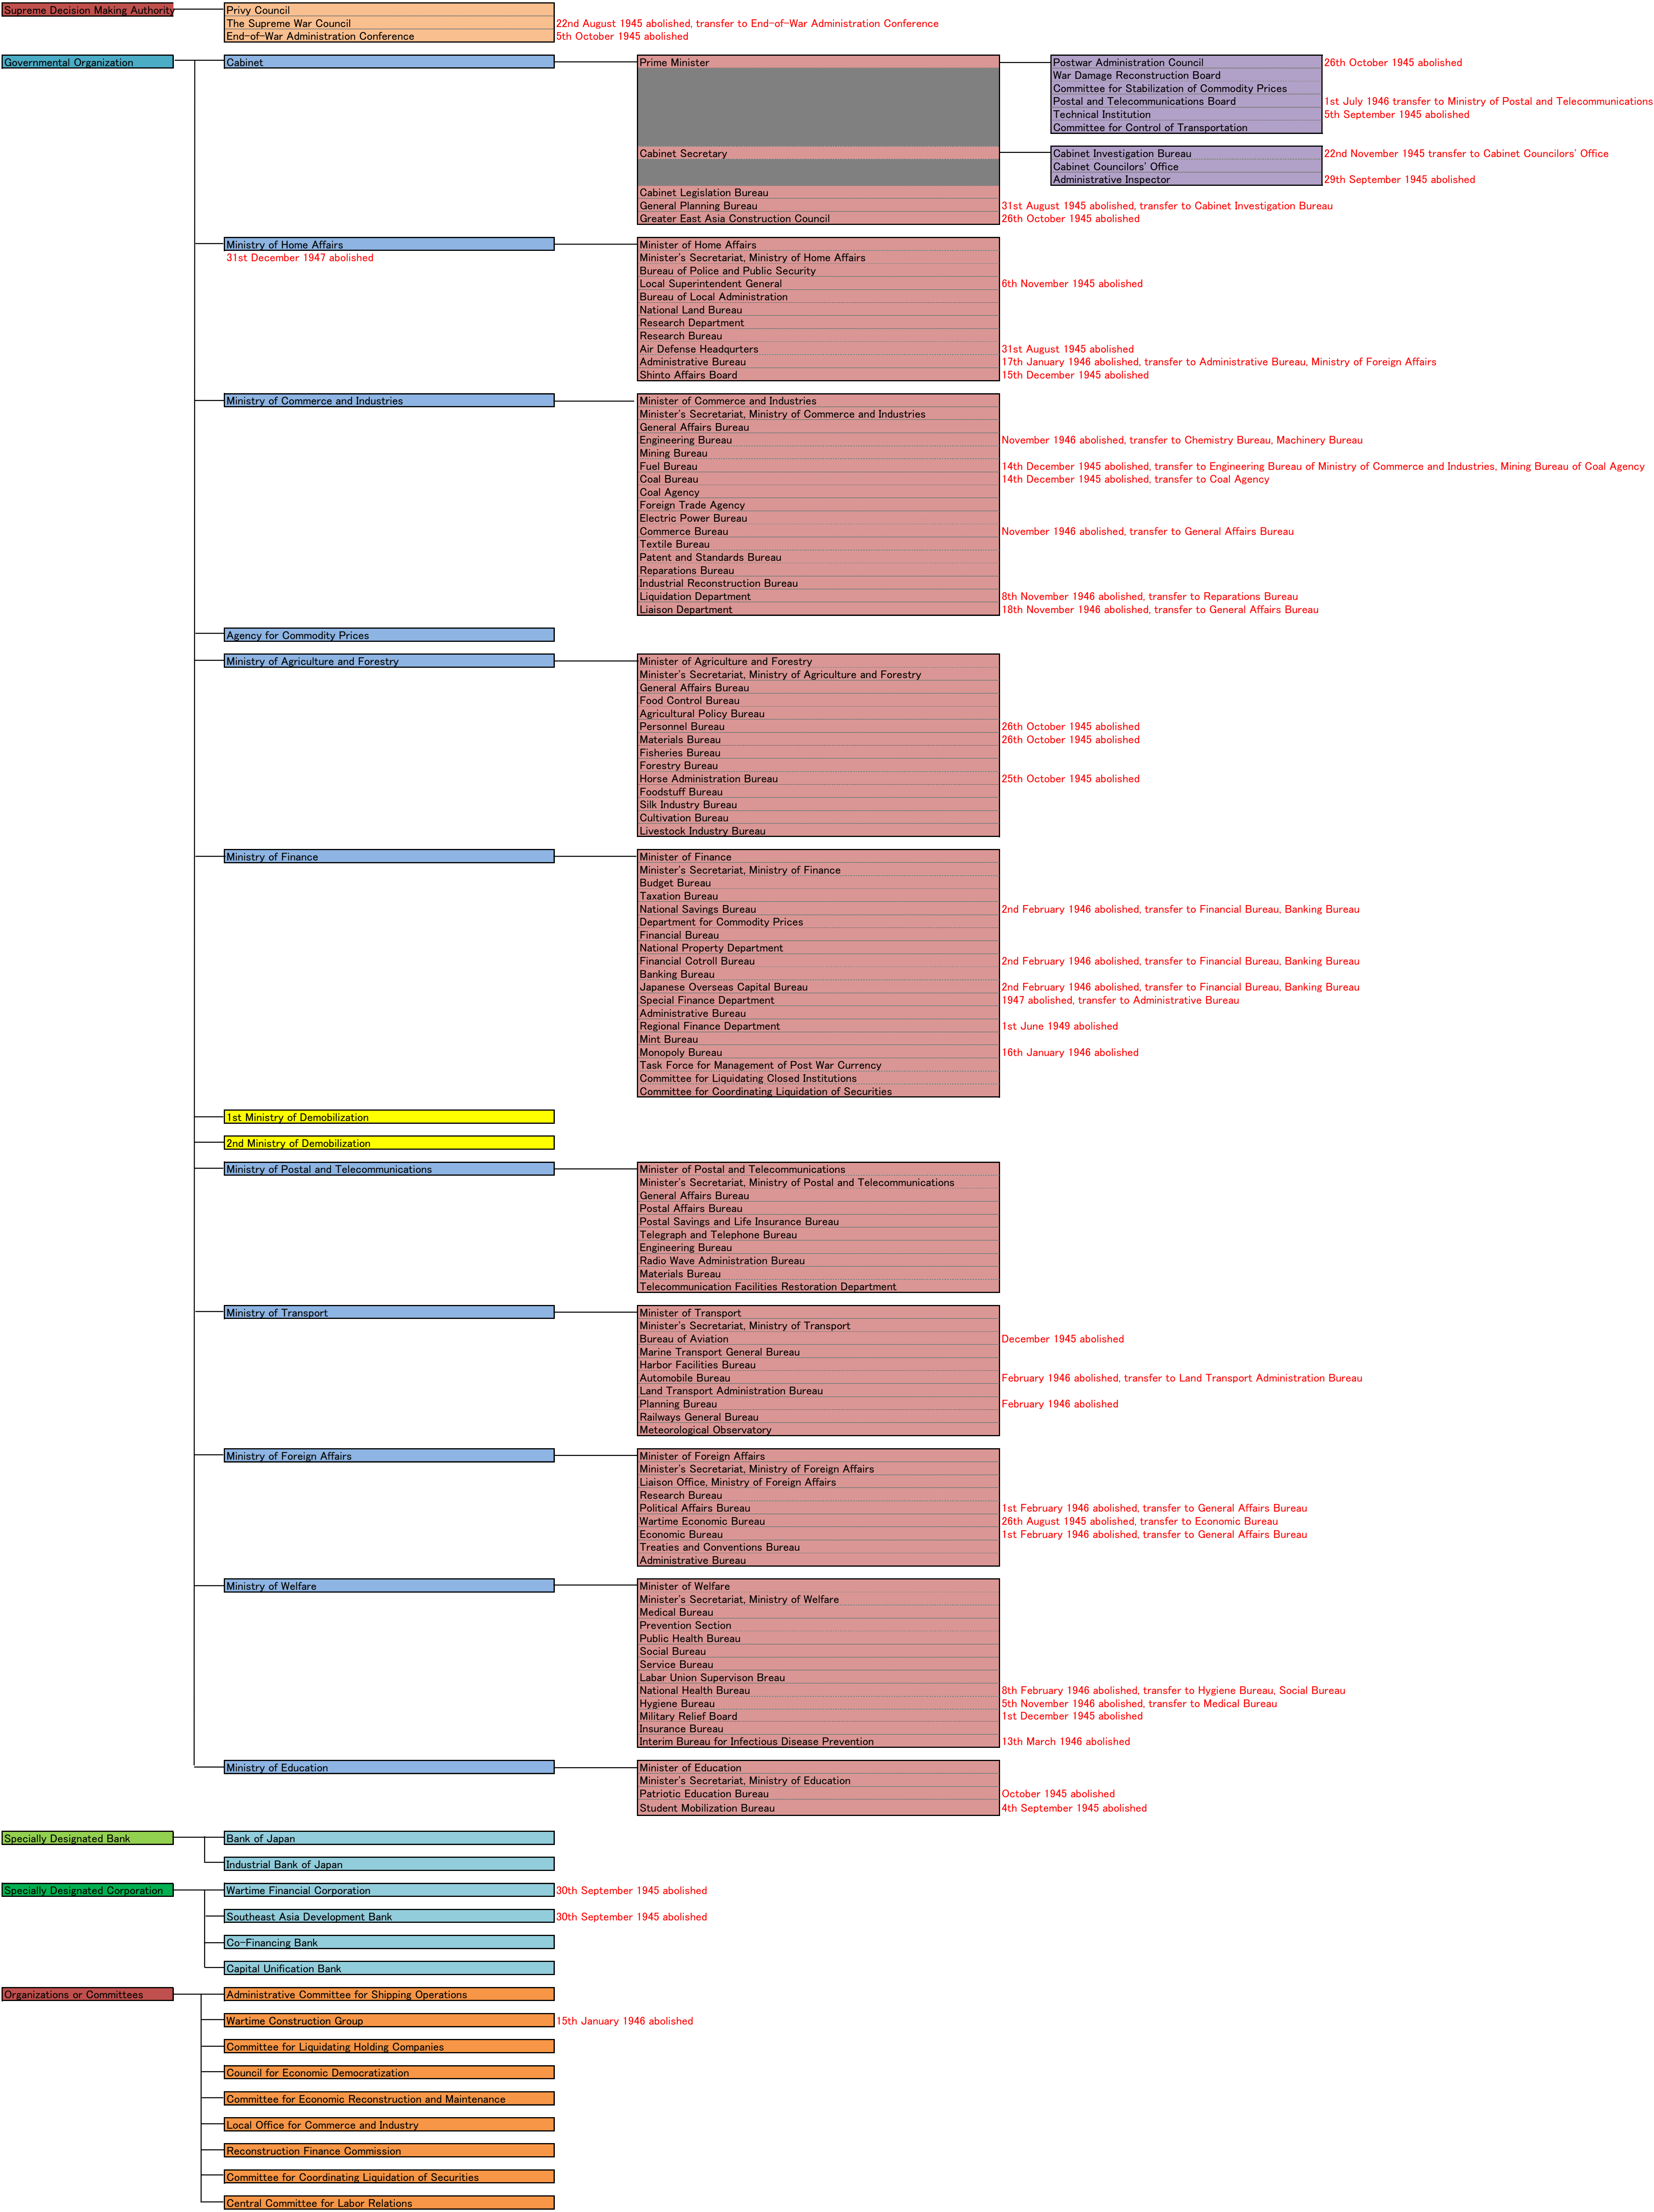 Supreme Decision Making Authority
Privy Council
The Supreme War Council 22nd August 1945 abolished, transfer to End-of-War Administration Conference
End-of-War Administration Conference 5th October 1945 abolished
Governmental Organization Cabinet Prime Minister Postwar Administration Council 26th October 1945 abolished
War Damage Reconstruction Board
Committee for Stabilization of Commodity Prices
Postal and Telecommunications Board 1st July 1946 transfer to Ministry of Postal and Telecommunications
Technical Institution 5th September 1945 abolished
Committee for Control of Transportation
Cabinet Secretary Cabinet Investigation Bureau 22nd November 1945 transfer to Cabinet Councilors' Office
Cabinet Councilors' Office
Administrative Inspector 29th September 1945 abolished
Cabinet Legislation Bureau
General Planning Bureau 31st August 1945 abolished, transfer to Cabinet Investigation Bureau
Greater East Asia Construction Council 26th October 1945 abolished
Ministry of Home Affairs Minister of Home Affairs
31st December 1947 abolished Minister's Secretariat, Ministry of Home Affairs
Bureau of Police and Public Security
Local Superintendent General 6th November 1945 abolished
Bureau of Local Administration
National Land Bureau
Research Department
Research Bureau
Air Defense Headqurters 31st August 1945 abolished
Administrative Bureau 17th January 1946 abolished, transfer to Administrative Bureau, Ministry of Foreign Affairs
Shinto Affairs Board 15th December 1945 abolished
Ministry of Commerce and Industries Minister of Commerce and Industries
Minister's Secretariat, Ministry of Commerce and Industries
General Affairs Bureau
Engineering Bureau November 1946 abolished, transfer to Chemistry Bureau, Machinery Bureau
Mining Bureau
Fuel Bureau 14th December 1945 abolished, transfer to Engineering Bureau of Ministry of Commerce and Industries, Mining Bureau of Coal Agency
Coal Bureau 14th December 1945 abolished, transfer to Coal Agency
Coal Agency
Foreign Trade Agency
Electric Power Bureau
Commerce Bureau November 1946 abolished, transfer to General Affairs Bureau
Textile Bureau
Patent and Standards Bureau
Reparations Bureau
Industrial Reconstruction Bureau
Liquidation Department 8th November 1946 abolished, transfer to Reparations Bureau
Liaison Department 18th November 1946 abolished, transfer to General Affairs Bureau
Agency for Commodity Prices
Ministry of Agriculture and Forestry Minister of Agriculture and Forestry
Minister's Secretariat, Ministry of Agriculture and Forestry
General Affairs Bureau
Food Control Bureau
Agricultural Policy Bureau
Personnel Bureau 26th October 1945 abolished
Materials Bureau 26th October 1945 abolished
Fisheries Bureau
Forestry Bureau
Horse Administration Bureau 25th October 1945 abolished
Foodstuff Bureau
Silk Industry Bureau
Cultivation Bureau
Livestock Industry Bureau
Ministry of Finance Minister of Finance
Minister's Secretariat, Ministry of Finance
Budget Bureau
Taxation Bureau
National Savings Bureau 2nd February 1946 abolished, transfer to Financial Bureau, Banking Bureau
Department for Commodity Prices
Financial Bureau
National Property Department
Financial Cotroll Bureau 2nd February 1946 abolished, transfer to Financial Bureau, Banking Bureau
Banking Bureau
Japanese Overseas Capital Bureau 2nd February 1946 abolished, transfer to Financial Bureau, Banking Bureau
Special Finance Department 1947 abolished, transfer to Administrative Bureau
Administrative Bureau
Regional Finance Department 1st June 1949 abolished
Mint Bureau
Monopoly Bureau 16th January 1946 abolished
Task Force for Management of Post War Currency
Committee for Liquidating Closed Institutions
Committee for Coordinating Liquidation of Securities
1st Ministry of Demobilization
2nd Ministry of Demobilization
Ministry of Postal and Telecommunications Minister of Postal and Telecommunications
Minister's Secretariat, Ministry of Postal and Telecommunications
General Affairs Bureau
Postal Affairs Bureau
Postal Savings and Life Insurance Bureau
Telegraph and Telephone Bureau
Engineering Bureau
Radio Wave Administration Bureau
Materials Bureau
Telecommunication Facilities Restoration Department
Ministry of Transport Minister of Transport
Minister's Secretariat, Ministry of Transport
Bureau of Aviation December 1945 abolished
Marine Transport General Bureau
Harbor Facilities Bureau
Automobile Bureau February 1946 abolished, transfer to Land Transport Administration Bureau
Land Transport Administration Bureau
Planning Bureau February 1946 abolished
Railways General Bureau
Meteorological Observatory
Ministry of Foreign Affairs Minister of Foreign Affairs
Minister's Secretariat, Ministry of Foreign Affairs
Liaison Office, Ministry of Foreign Affairs
Research Bureau
Political Affairs Bureau 1st February 1946 abolished, transfer to General Affairs Bureau
Wartime Economic Bureau 26th August 1945 abolished, transfer to Economic Bureau
Economic Bureau 1st February 1946 abolished, transfer to General Affairs Bureau
Treaties and Conventions Bureau
Administrative Bureau
Ministry of Welfare Minister of Welfare
Minister's Secretariat, Ministry of Welfare
Medical Bureau
Prevention Section
Public Health Bureau
Social Bureau
Service Bureau
Labar Union Supervison Breau
National Health Bureau 8th February 1946 abolished, transfer to Hygiene Bureau, Social Bureau
Hygiene Bureau 5th November 1946 abolished, transfer to Medical Bureau
Military Relief Board 1st December 1945 abolished
Insurance Bureau
Interim Bureau for Infectious Disease Prevention 13th March 1946 abolished
Ministry of Education Minister of Education
Minister's Secretariat, Ministry of Education
Patriotic Education Bureau October 1945 abolished
Student Mobilization Bureau 4th September 1945 abolished
Specially Designated Bank Bank of Japan
Industrial Bank of Japan
Specially Designated Corporation Wartime Financial Corporation 30th September 1945 abolished
Southeast Asia Development Bank 30th September 1945 abolished
Co-Financing Bank
Capital Unification Bank
Organizations or Committees Administrative Committee for Shipping Operations
Wartime Construction Group 15th January 1946 abolished
Committee for Liquidating Holding Companies
Council for Economic Democratization
Committee for Economic Reconstruction and Maintenance
Local Office for Commerce and Industry
Reconstruction Finance Commission
Committee for Coordinating Liquidation of Securities
Central Committee for Labor Relations